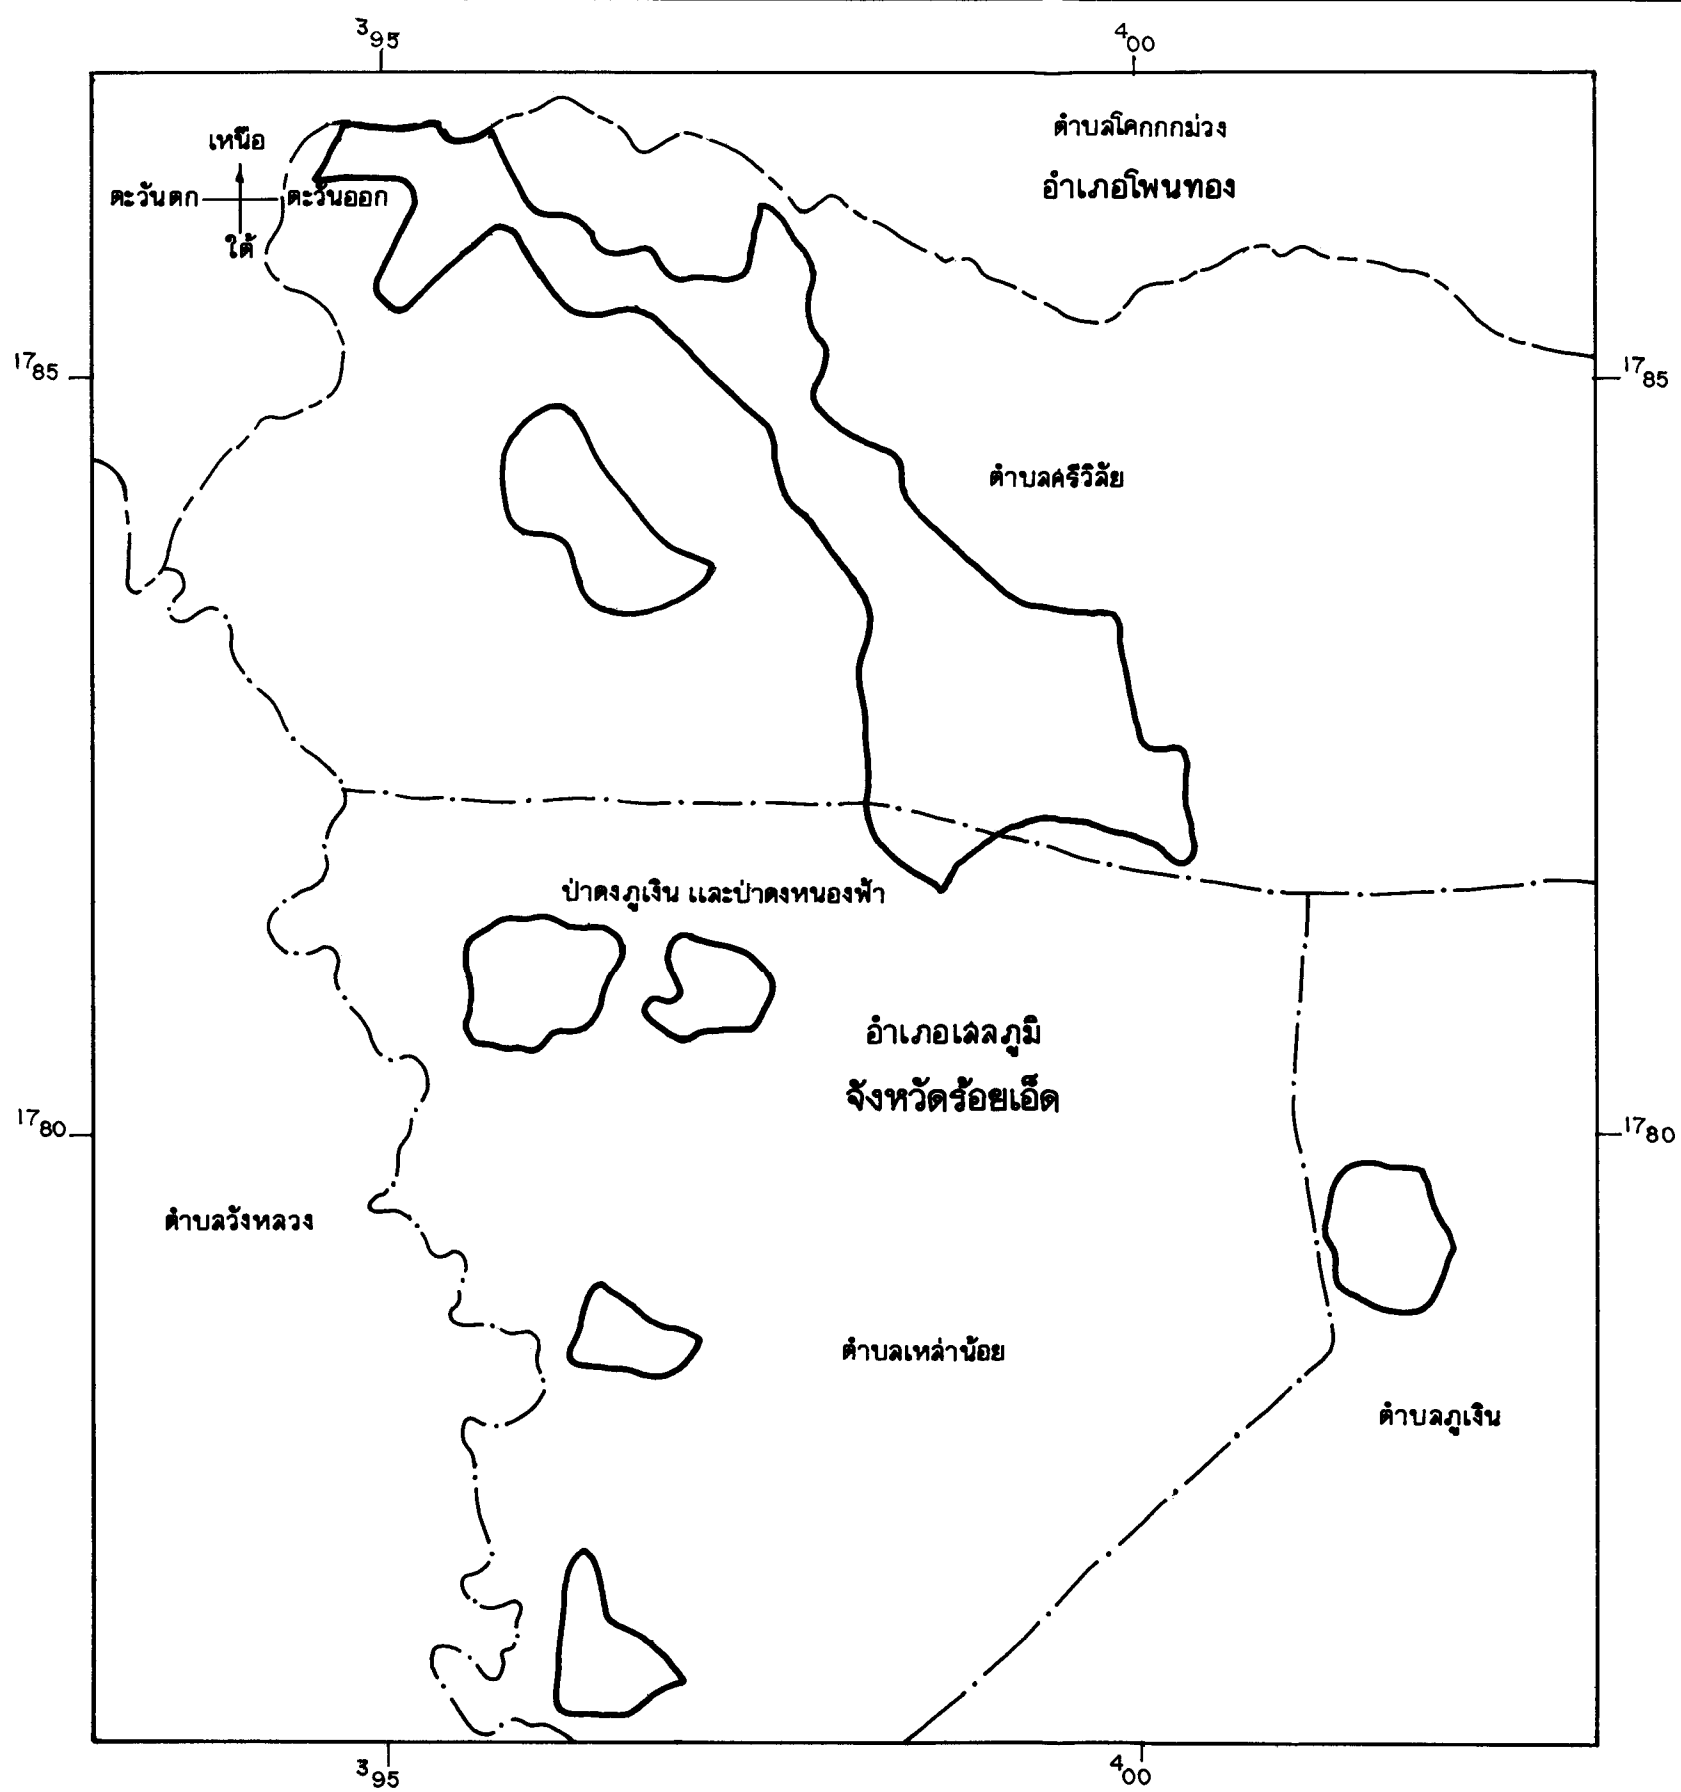 395 400
ตำบลโคกกกม่วง
เหนือ
อำเภอโพนทอง
ตะวันตก ตะวันออก
ใต้
1785 1785
ตำบลศรีวิลัย
ป่าดงภูเงิน และป่าดงหนองฟ้า
อำเภอเสลภูมิ
จังหวัดร้อยเอ็ด
1780 1780
ตำบลวังหลวง
ตำบลเหล่าน้อย
ตำบลภูเงิน
395 400